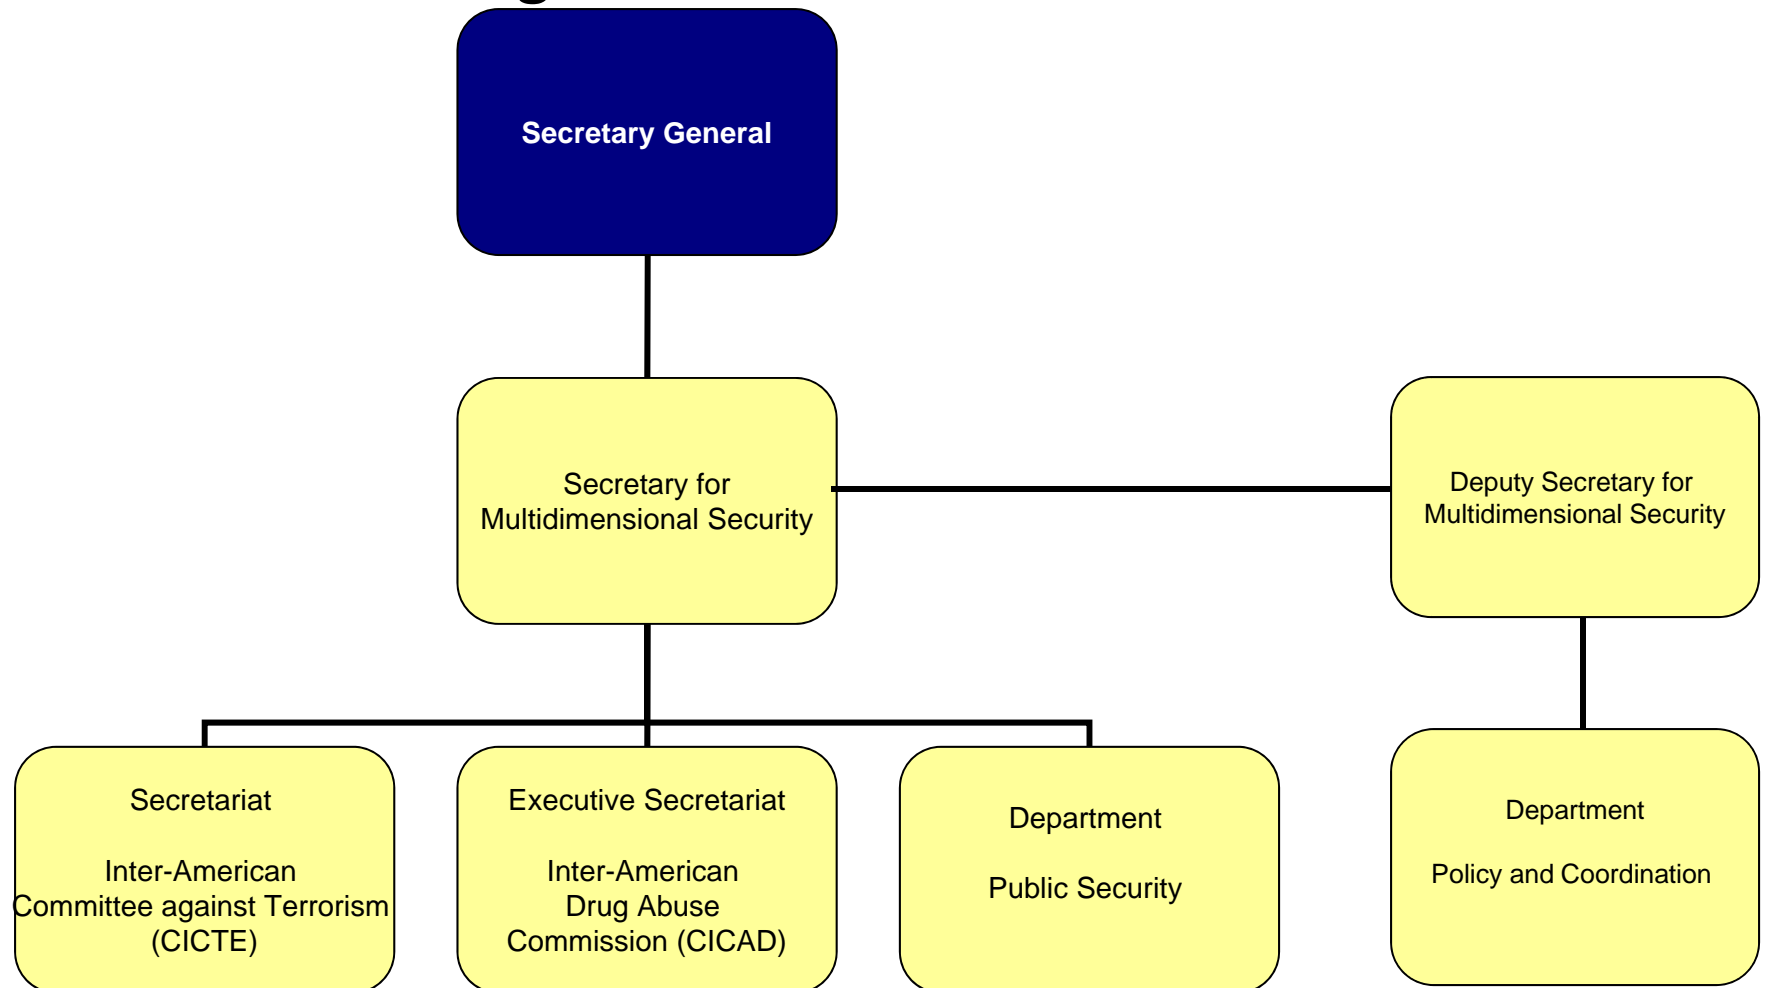 Secretary General
Secretary for
Multidimensional Security
Deputy Secretary for
Multidimensional Security
Secretariat
Inter-American
Committee against Terrorism
(CICTE)
Executive Secretariat
Inter-American
Drug Abuse
Commission (CICAD)
Department
Public Security
Department
Policy and Coordination